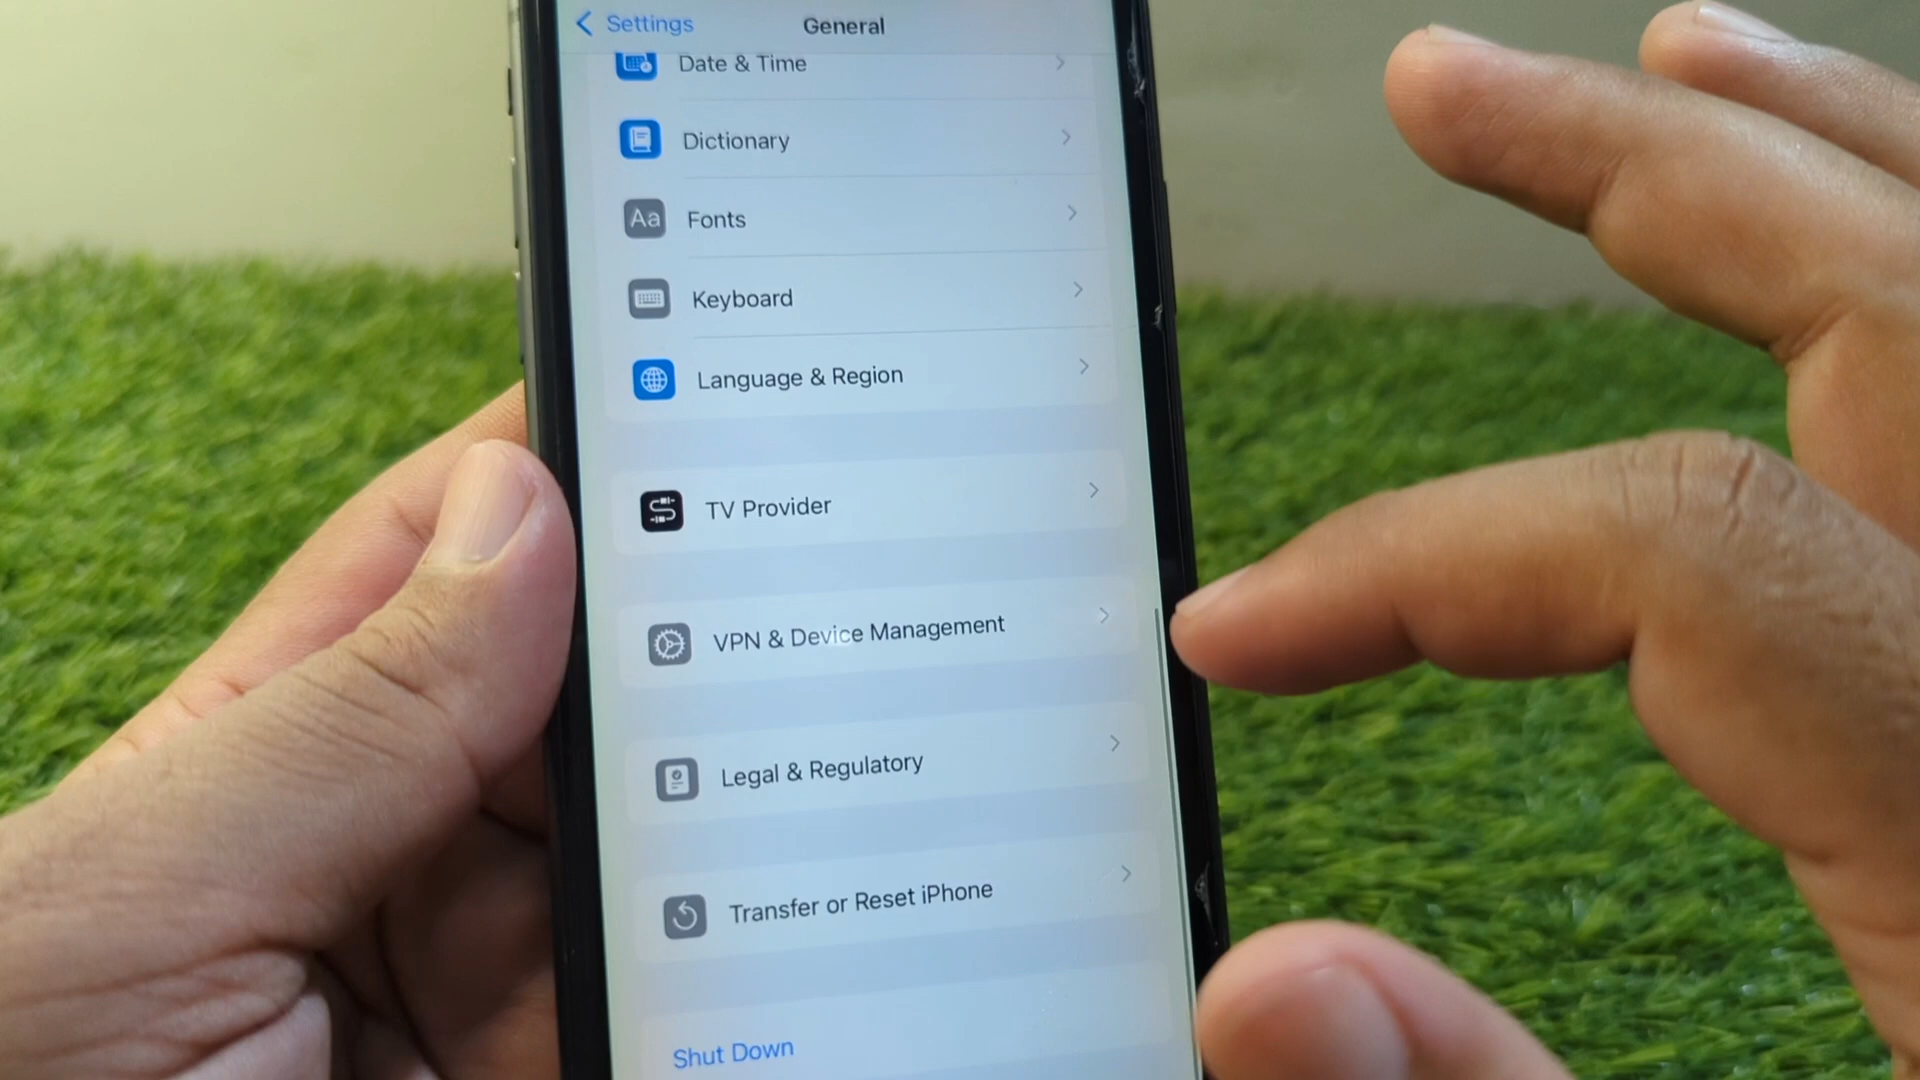 Settings
General
Date & Time
Dictionary
Aa
Fonts
Keyboard
Language & Region
TV Provider
VPN & Device Management
Legal & Regulatory
Transfer or Reset iPhone
Shut Down